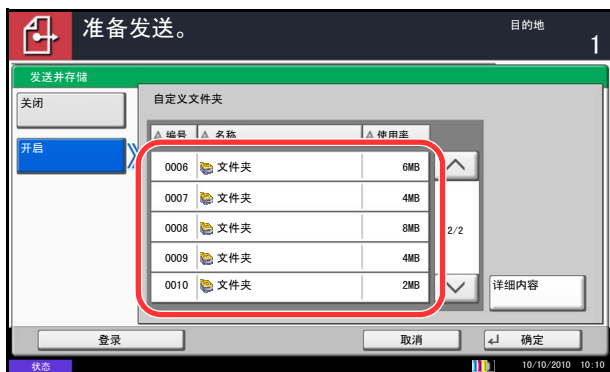 准备发送。
目的地
1
发送并存储
关闭
开启
自定义文件夹
编号 名称 使用率
0006 文件夹 6MB
0007 文件夹 4MB
0008 文件夹 8MB
0009 文件夹 4MB
0010 文件夹 2MB
2/2
详细内容
登录 取消 确定
状态 10/10/2010 10:10